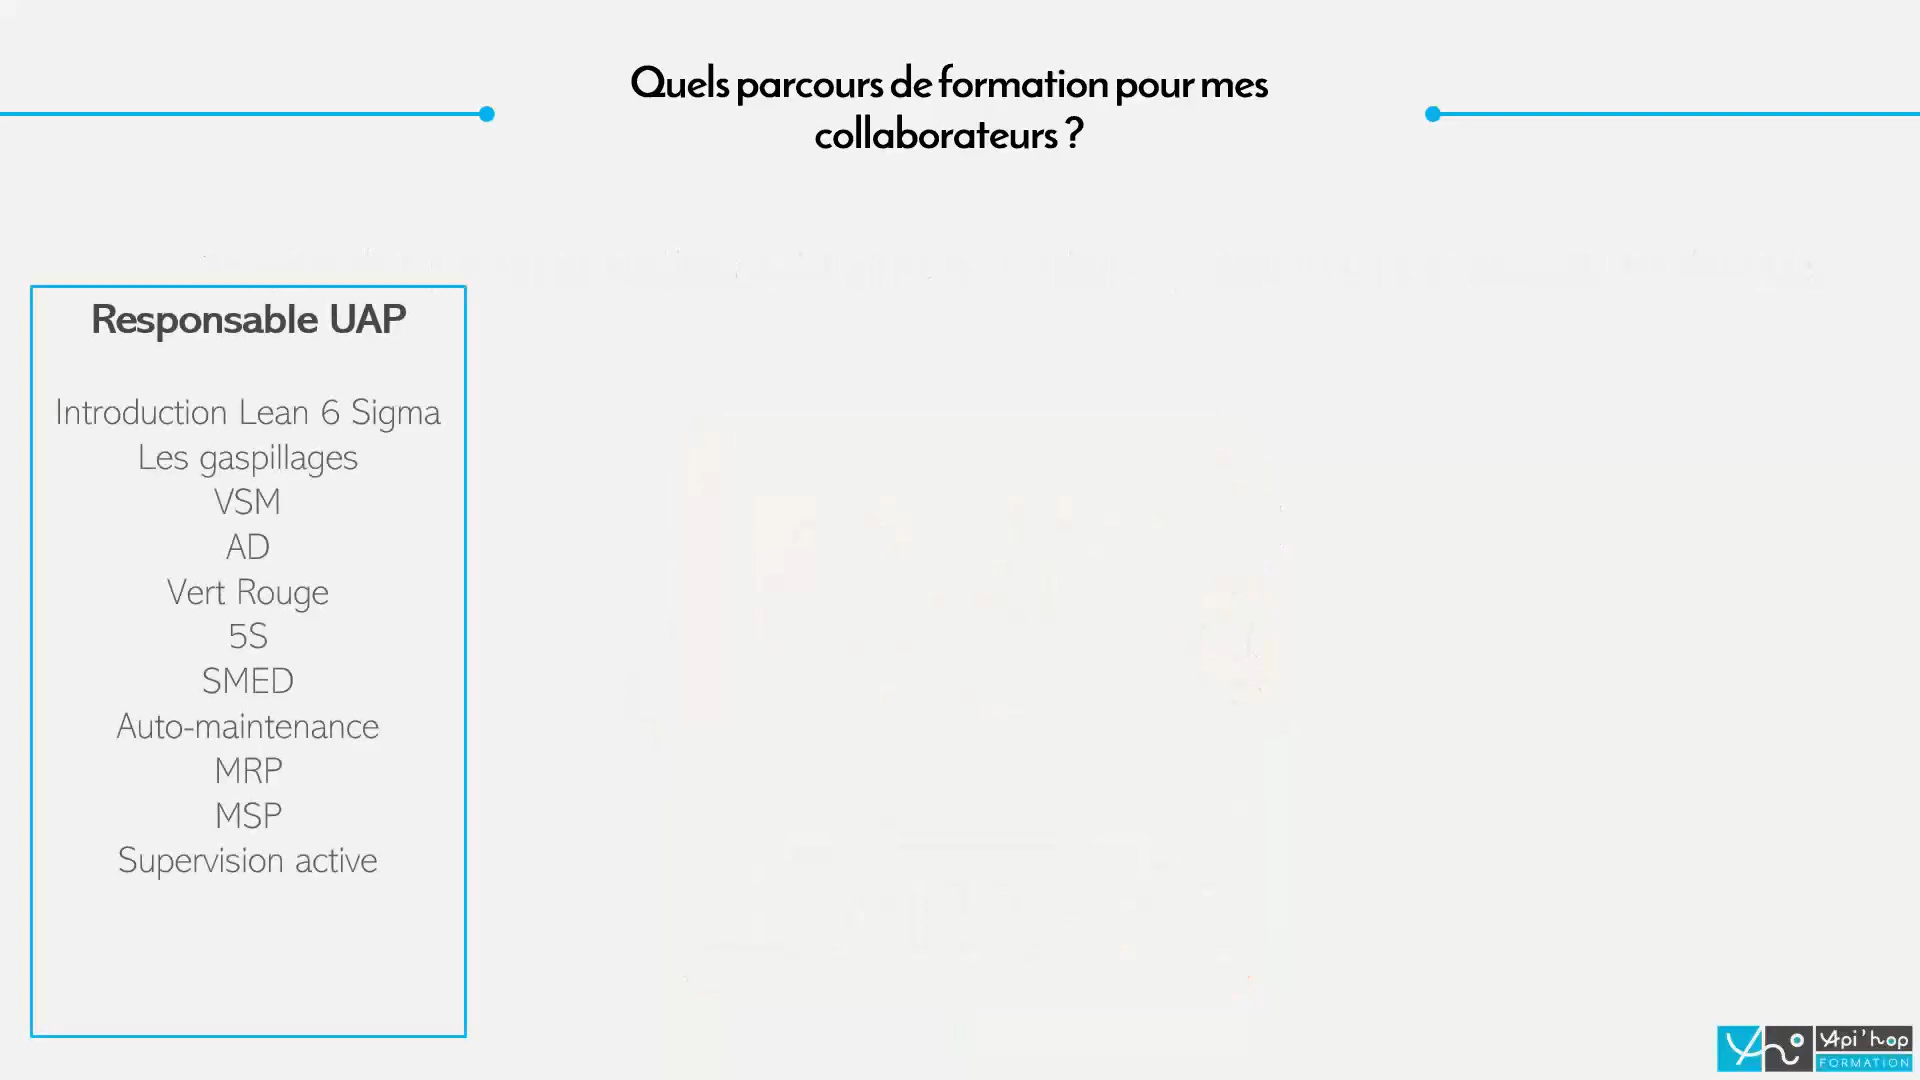 Quels parcours de formation pour mes
collaborateurs ?
Responsable UAP
Introduction Lean 6 Sigma
Les gaspillages
VSM
AD
Vert Rouge
5S
SMED
Auto-maintenance
MRP
MSP
Supervision active
Api'hop
FORMATION